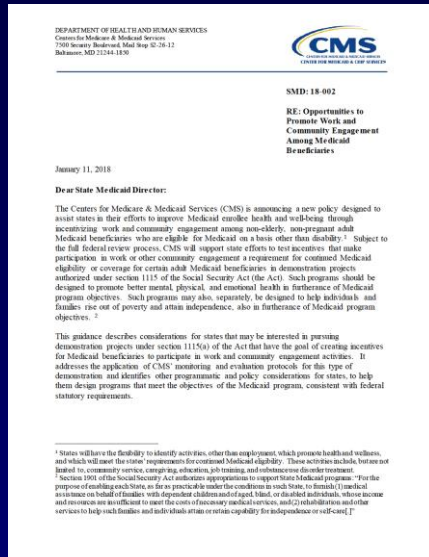 DEPARTMENT OF HEALTH AND HUMAN SERVICES
Centers for Medicare & Medicaid Services
7500 Security Boulevard, Mail Stop S2-26-12
Baltimore, MD 21244-1850
CMS
CENTERS FOR MEDICARE & MEDICAID SERVICES
CENTER FOR MEDICAID & CHIP SERVICES
SMD: 18-002
RE: Opportunities to
Promote Work and
Community Engagement
Among Medicaid
Beneficiaries
January 11, 2018
Dear State Medicaid Director:
The Centers for Medicare & Medicaid Services (CMS) is announcing a new policy designed to
assist states in their efforts to improve Medicaid enrollee health and well-being through
incentivizing work and community engagement among non-elderly, non-pregnant adult
Medicaid beneficiaries who are eligible for Medicaid on a basis other than disability.1 Subject to
the full federal review process, CMS will support state efforts to test incentives that make
participation in work or other community engagement a requirement for continued Medicaid
eligibility or coverage for certain adult Medicaid beneficiaries in demonstration projects
authorized under section 1115 of the Social Security Act (the Act). Such programs should be
designed to promote better mental, physical, and emotional health in furtherance of Medicaid
program objectives. Such programs may also, separately, be designed to help individuals and
families rise out of poverty and attain independence, also in furtherance of Medicaid program
objectives. 2
This guidance describes considerations for states that may be interested in pursuing
demonstration projects under section 1115(a) of the Act that have the goal of creating incentives
for Medicaid beneficiaries to participate in work and community engagement activities. It
addresses the application of CMS' monitoring and evaluation protocols for this type of
demonstration and identifies other programmatic and policy considerations for states, to help
them design programs that meet the objectives of the Medicaid program, consistent with federal
statutory requirements.
1 States will have the flexibility to identify activities, other than employment, which promote health and wellness,
and which will meet the states' requirements for continued Medicaid eligibility. These activities include, but are not
limited to, community service, caregiving, education, job training, and substance use disorder treatment.
2 Section 1901 of the Social Security Act authorizes appropriations to support State Medicaid programs: "For the
purpose of enabling each State, as far as practicable under the conditions in such State, to furnish (1) medical
assistance on behalf of families with dependent children and of aged, blind, or disabled individuals, whose income
and resources are insufficient to meet the costs of necessary medical services, and (2) rehabilitation and other
services to help such families and individuals attain or retain capability for independence or self-care[.]"